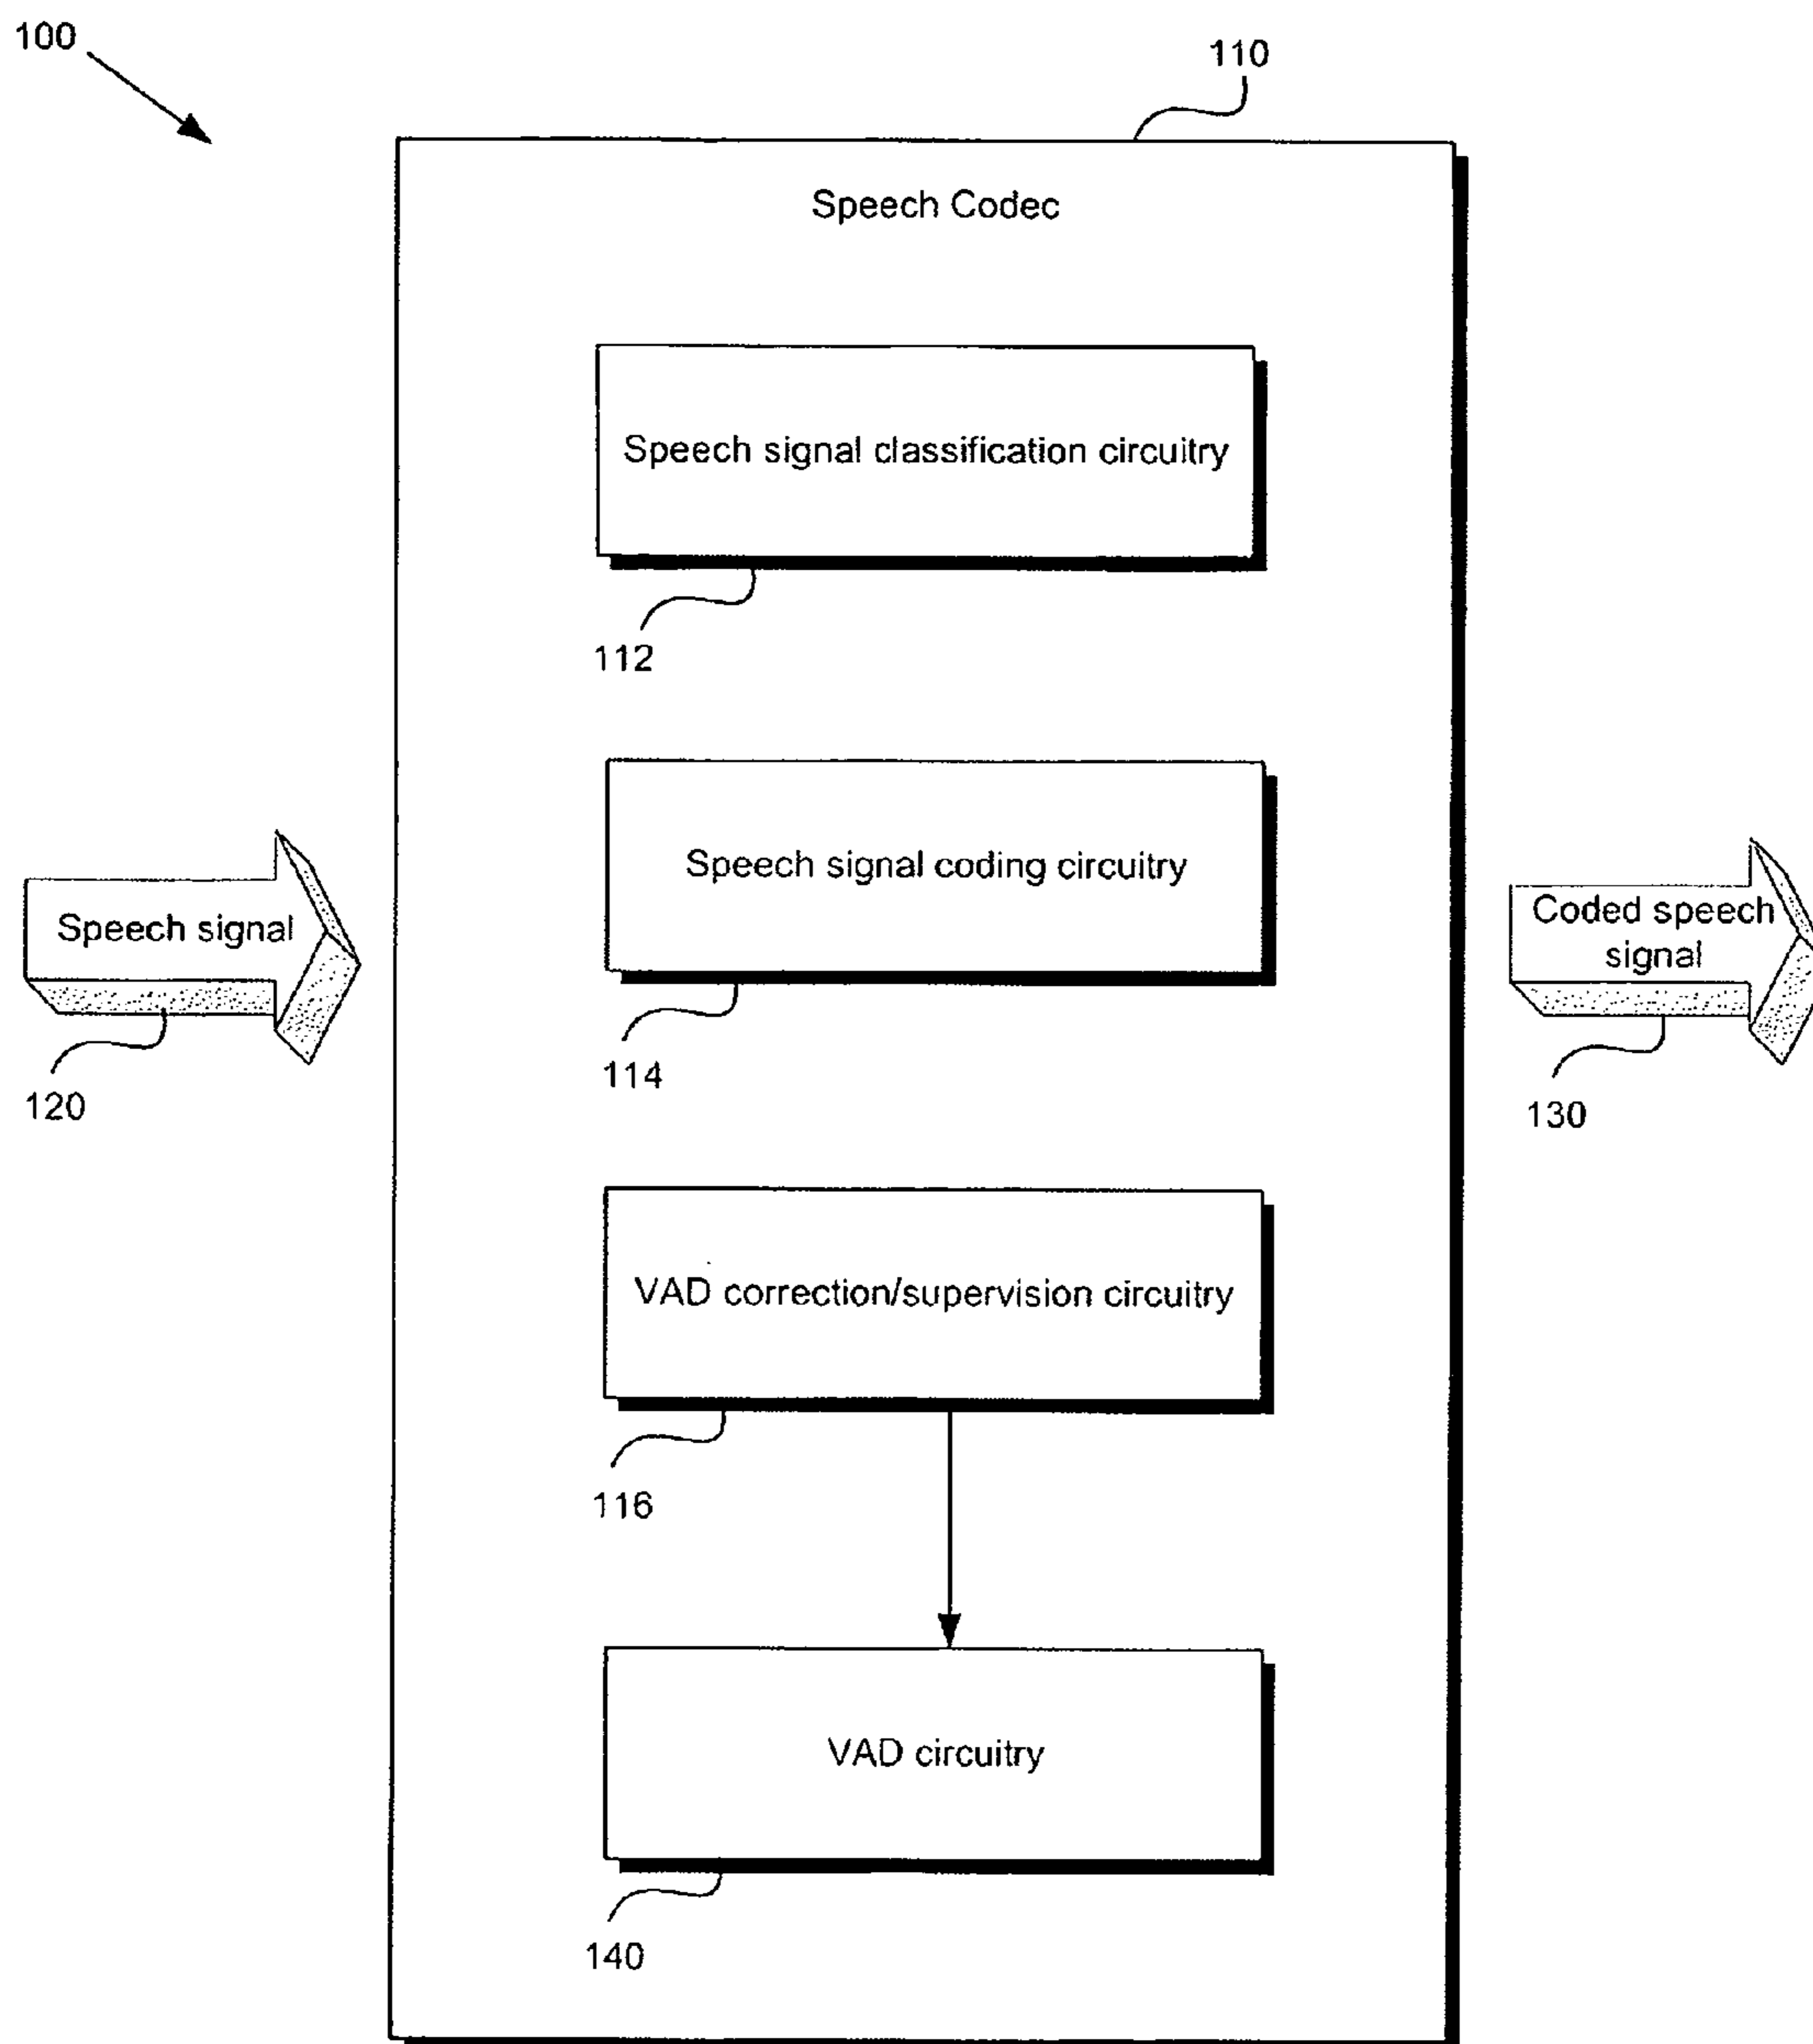 100
110
Speech Codec
Speech signal classification circuitry
112
Speech signal coding circuitry
114
Speech signal
120
Coded speech
signal
130
VAD correction/supervision circuitry
116
VAD circuitry
140